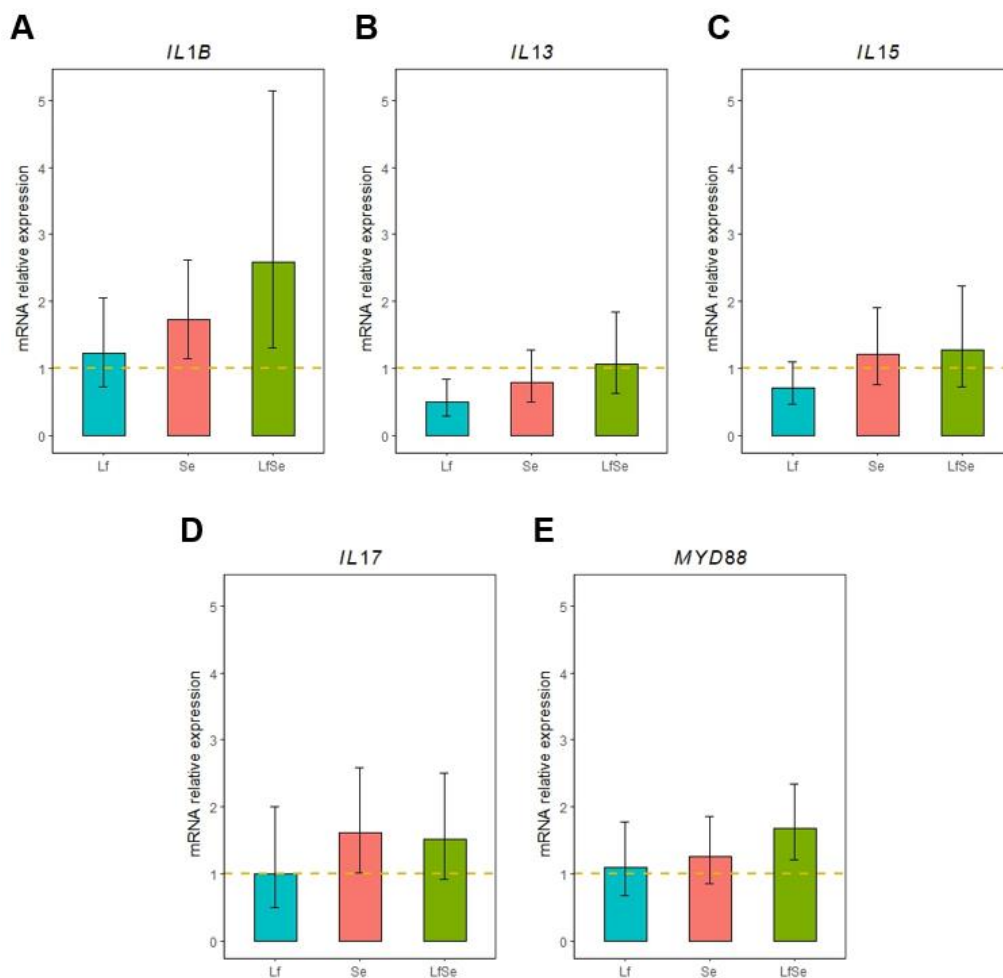 A
IL1B
mRNA relative expression
5
4
3
2
1
0
Lf Se LfSe
B
IL13
mRNA relative expression
5
4
3
2
1
0
Lf Se LfSe
C
IL15
mRNA relative expression
5
4
3
2
1
0
Lf Se LfSe
D
IL17
mRNA relative expression
5
4
3
2
1
0
Lf Se LfSe
E
MYD88
mRNA relative expression
5
4
3
2
1
0
Lf Se LfSe